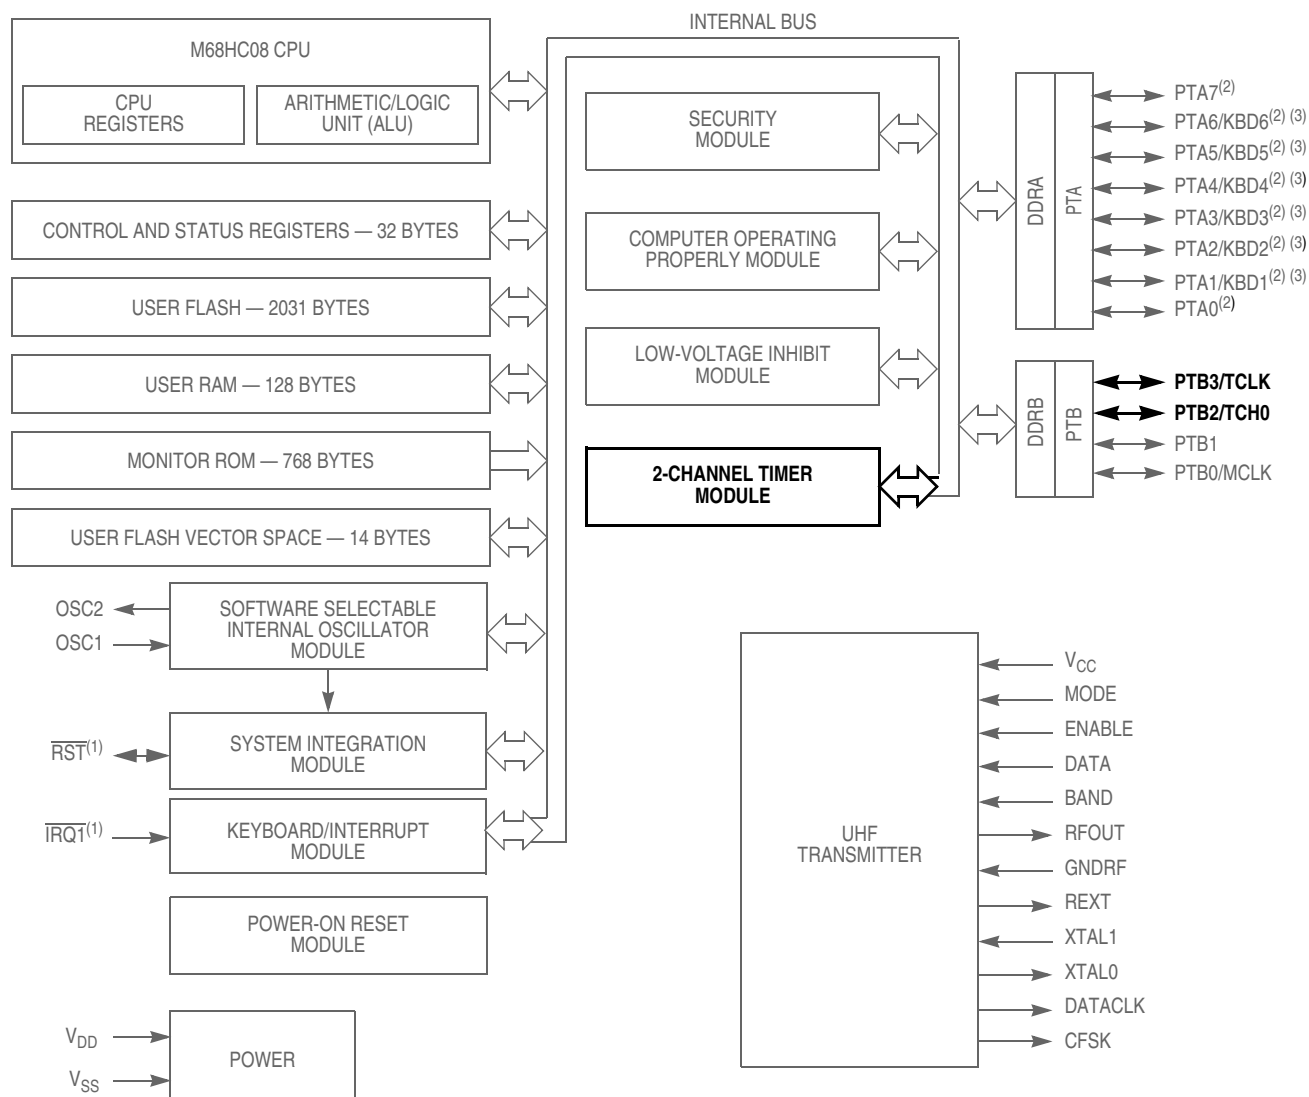 INTERNAL BUS
M68HC08 CPU
CPU
REGISTERS
ARITHMETIC/LOGIC
UNIT (ALU)
CONTROL AND STATUS REGISTERS — 32 BYTES
USER FLASH — 2031 BYTES
USER RAM — 128 BYTES
MONITOR ROM — 768 BYTES
USER FLASH VECTOR SPACE — 14 BYTES
OSC2
OSC1
SOFTWARE SELECTABLE
INTERNAL OSCILLATOR
MODULE
RST(1)
SYSTEM INTEGRATION
MODULE
IRQ1(1)
KEYBOARD/INTERRUPT
MODULE
POWER-ON RESET
MODULE
VDD
VSS
POWER
SECURITY
MODULE
COMPUTER OPERATING
PROPERLY MODULE
LOW-VOLTAGE INHIBIT
MODULE
2-CHANNEL TIMER
MODULE
DDRA
PTA
PTA7(2)
PTA6/KBD6(2) (3)
PTA5/KBD5(2) (3)
PTA4/KBD4(2) (3)
PTA3/KBD3(2) (3)
PTA2/KBD2(2) (3)
PTA1/KBD1(2) (3)
PTA0(2)
DDRB
PTB
PTB3/TCLK
PTB2/TCH0
PTB1
PTB0/MCLK
UHF
TRANSMITTER
VCC
MODE
ENABLE
DATA
BAND
RFOUT
GNDRF
REXT
XTAL1
XTAL0
DATACLK
CFSK